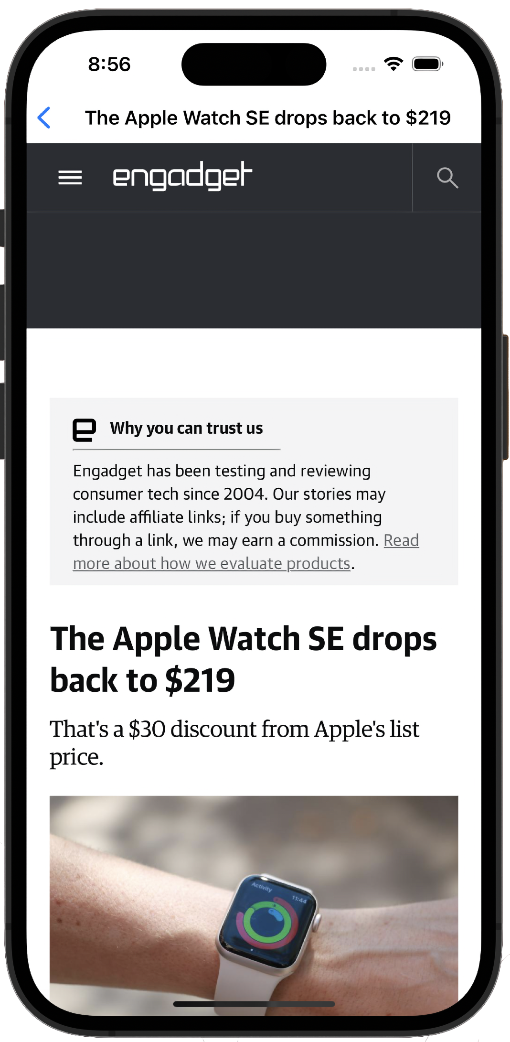 8:56
The Apple Watch SE drops back to $219
engadget
Why you can trust us
Engadget has been testing and reviewing
consumer tech since 2004. Our stories may
include affiliate links; if you buy something
through a link, we may earn a commission. Read
more about how we evaluate products.
The Apple Watch SE drops
back to $219
That's a $30 discount from Apple's list
price.
Activity
11:44